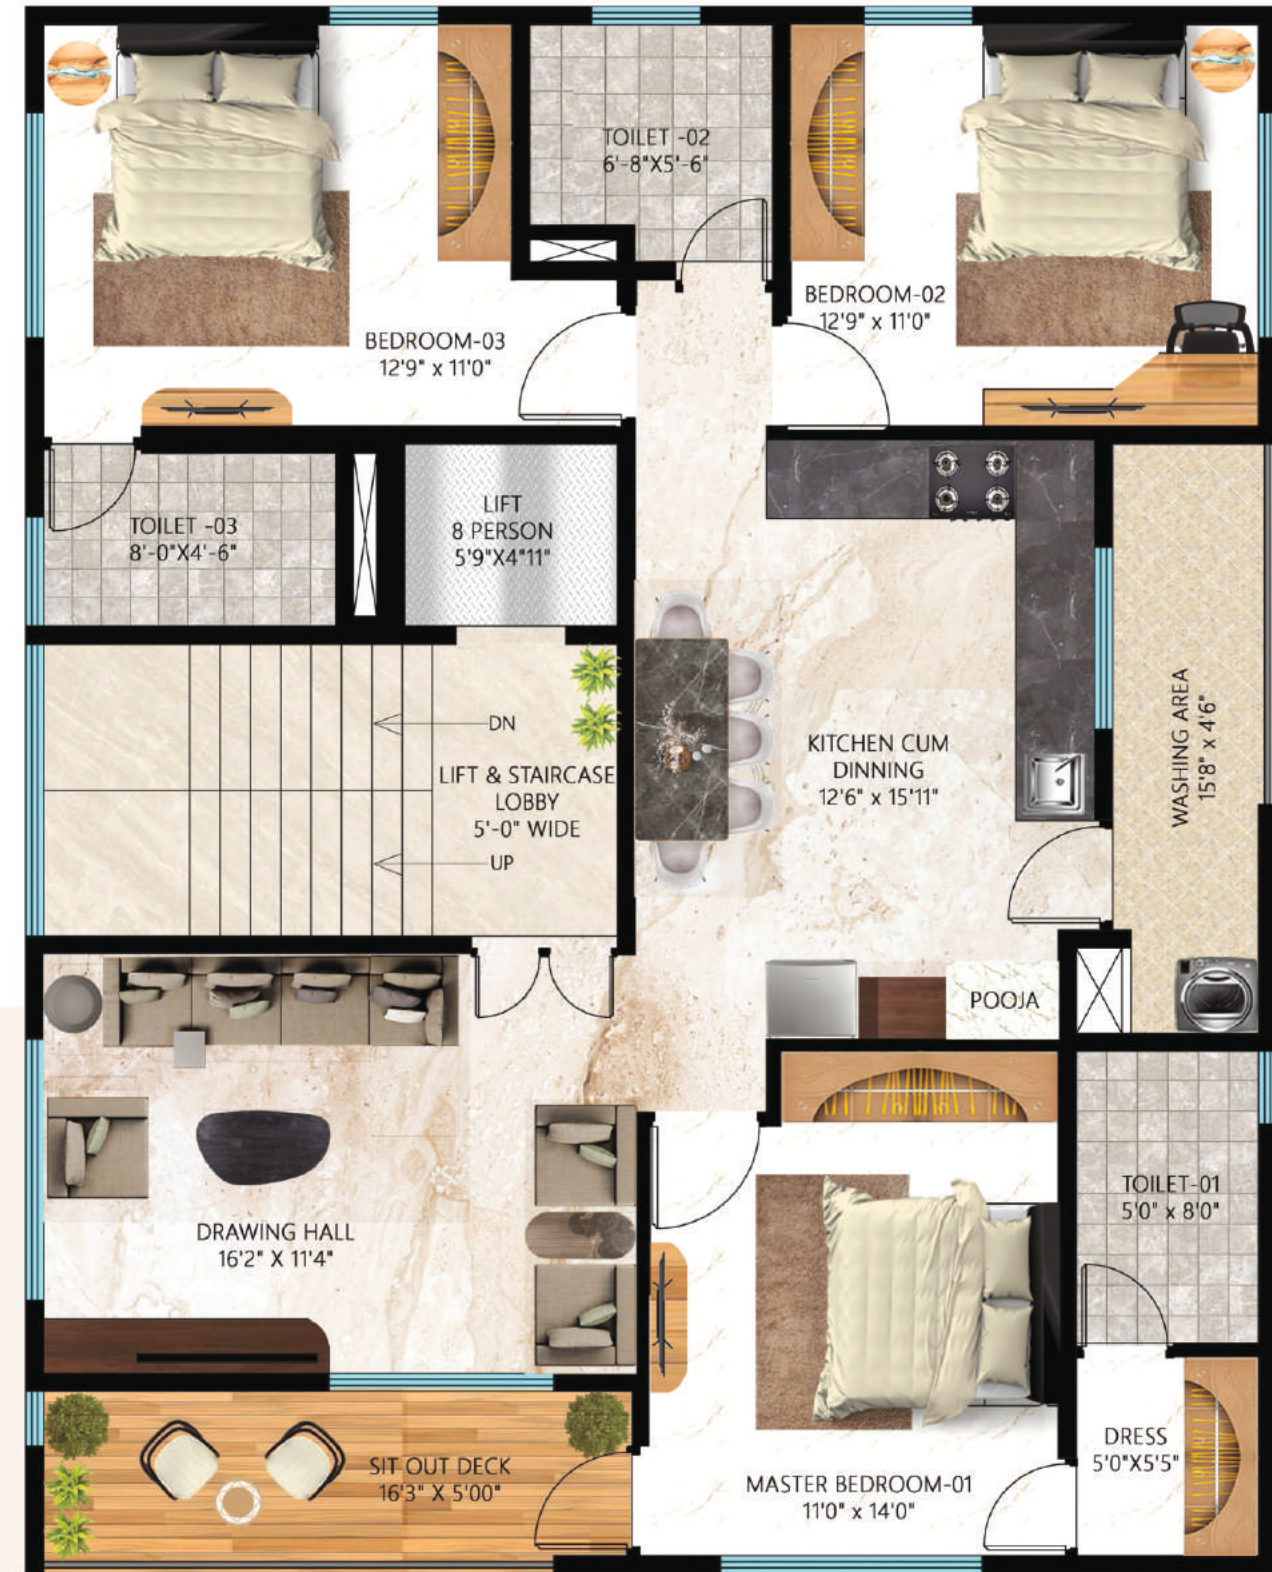 TOILET -02
6'-8"X5'-6"
BEDROOM-02
12'9" x 11'0"
BEDROOM-03
12'9" x 11'0"
LIFT
8 PERSON
5'9"X4"11"
TOILET -03
8'-0"X4'-6"
DN
LIFT & STAIRCASE
LOBBY
5'-0" WIDE
UP
KITCHEN CUM
DINNING
12'6" x 15'11"
WASHING AREA
15'8" x 4'6"
POOJA
TOILET-01
5'0" x 8'0"
DRAWING HALL
16'2" X 11'4"
DRESS
5'0"X5'5"
SIT OUT DECK
16'3" X 5'00"
MASTER BEDROOM-01
11'0" x 14'0"